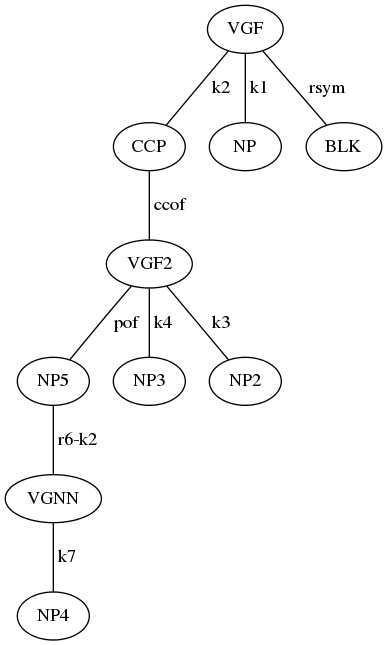 VGF
k2 k1 rsym
CCP NP BLK
ccof
VGF2
pof k4 k3
NP5 NP3 NP2
r6-k2
VGNN
k7
NP4